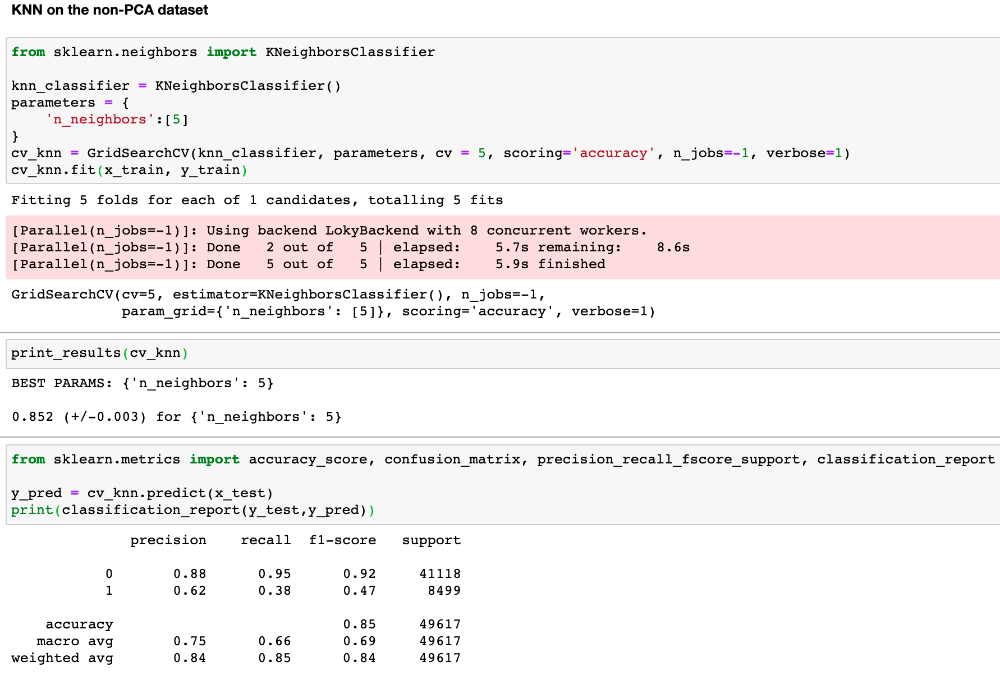 KNN on the non-PCA dataset
from sklearn.neighbors import KNeighborsClassifier
knn_classifier = KNeighborsClassifier()
parameters = {
    'n_neighbors':[5]
}
cv_knn = GridSearchCV(knn_classifier, parameters, cv = 5, scoring='accuracy', n_jobs=-1, verbose=1)
cv_knn.fit(x_train, y_train)
Fitting 5 folds for each of 1 candidates, totalling 5 fits
[Parallel(n_jobs=-1)]: Using backend LokyBackend with 8 concurrent workers.
[Parallel(n_jobs=-1)]: Done   2 out of   5 | elapsed:    5.7s remaining:    8.6s
[Parallel(n_jobs=-1)]: Done   5 out of   5 | elapsed:    5.9s finished
GridSearchCV(cv=5, estimator=KNeighborsClassifier(), n_jobs=-1,
             param_grid={'n_neighbors': [5]}, scoring='accuracy', verbose=1)
print_results(cv_knn)
BEST PARAMS: {'n_neighbors': 5}
0.852 (+/-0.003) for {'n_neighbors': 5}
from sklearn.metrics import accuracy_score, confusion_matrix, precision_recall_fscore_support, classification_report
y_pred = cv_knn.predict(x_test)
print(classification_report(y_test,y_pred))
              precision    recall  f1-score   support
           0       0.88      0.95      0.92     41118
           1       0.62      0.38      0.47      8499
    accuracy                           0.85     49617
   macro avg       0.75      0.66      0.69     49617
weighted avg       0.84      0.85      0.84     49617